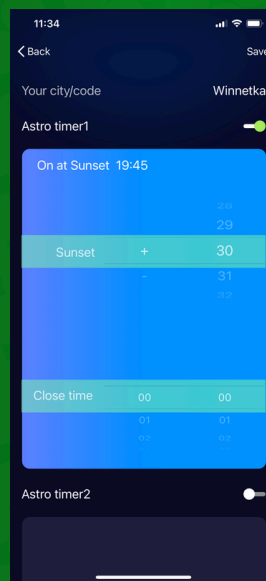 11:34
Back Save
Your city/code Winnetka
Astro timer1
On at Sunset 19:45
28
29
Sunset + 30
- 31
32
Close time 00 00
01 01
02 02
Astro timer2